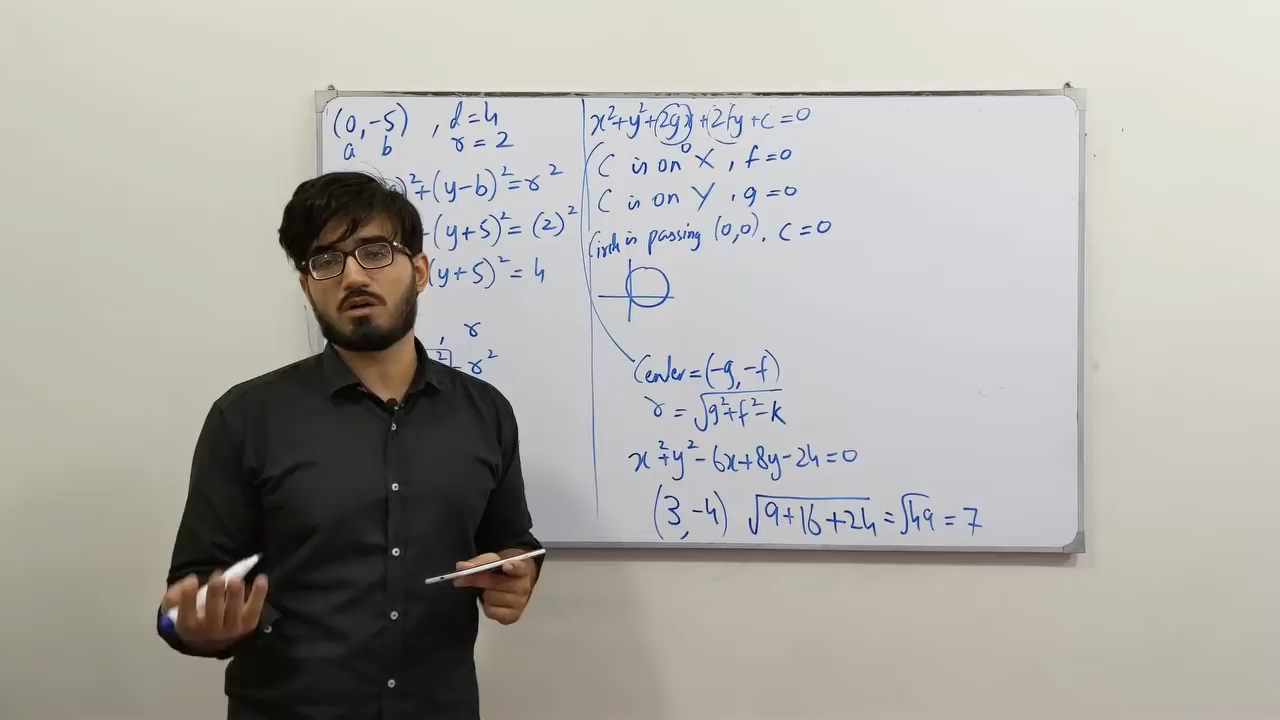 (0,-5) , d=4
a b r=2
)²+(y-b)²=r²
(y+5)²=(2)²
(y+5)²=4
, r
r²
x²+y²+2gx+2fy+c=0
0
C is on X, f=0
C is on Y, g=0
Circle is passing (0,0). C=0
Center=(-g,-f)
r=√g²+f²-k
x²+y²-6x+8y-24=0
(3,-4) √9+16+24=√49=7